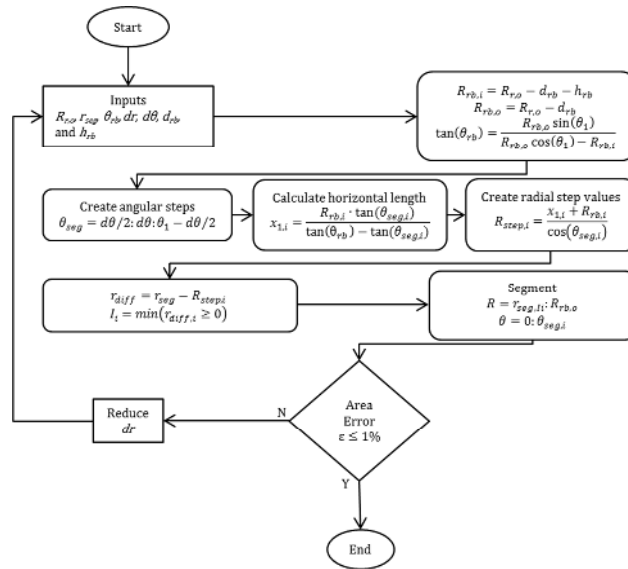 Start
Inputs
R_{r,o}, r_{seg}, θ_{rb}, dr, dθ, d_{rb},
and h_{rb}
R_{rb,i} = R_{r,o} − d_{rb} − h_{rb}
R_{rb,o} = R_{r,o} − d_{rb}
tan(θ_{rb}) = \frac{R_{rb,o} sin(θ_1)}{R_{rb,o} cos(θ_1) − R_{rb,i}}
Create angular steps
θ_{seg} = dθ/2: dθ: θ_1 − dθ/2
Calculate horizontal length
x_{1,i} = \frac{R_{rb,i} · tan(θ_{seg,i})}{tan(θ_{rb}) − tan(θ_{seg,i})}
Create radial step values
R_{step,i} = \frac{x_{1,i} + R_{rb,i}}{cos(θ_{seg,i})}
r_{diff} = r_{seg} − R_{step,i}
I_i = min(r_{diff,i} ≥ 0)
Segment
R = r_{seg,Ii}: R_{rb,o}
θ = 0: θ_{seg,i}
Area
Error
ε ≤ 1%
N
Reduce
dr
Y
End